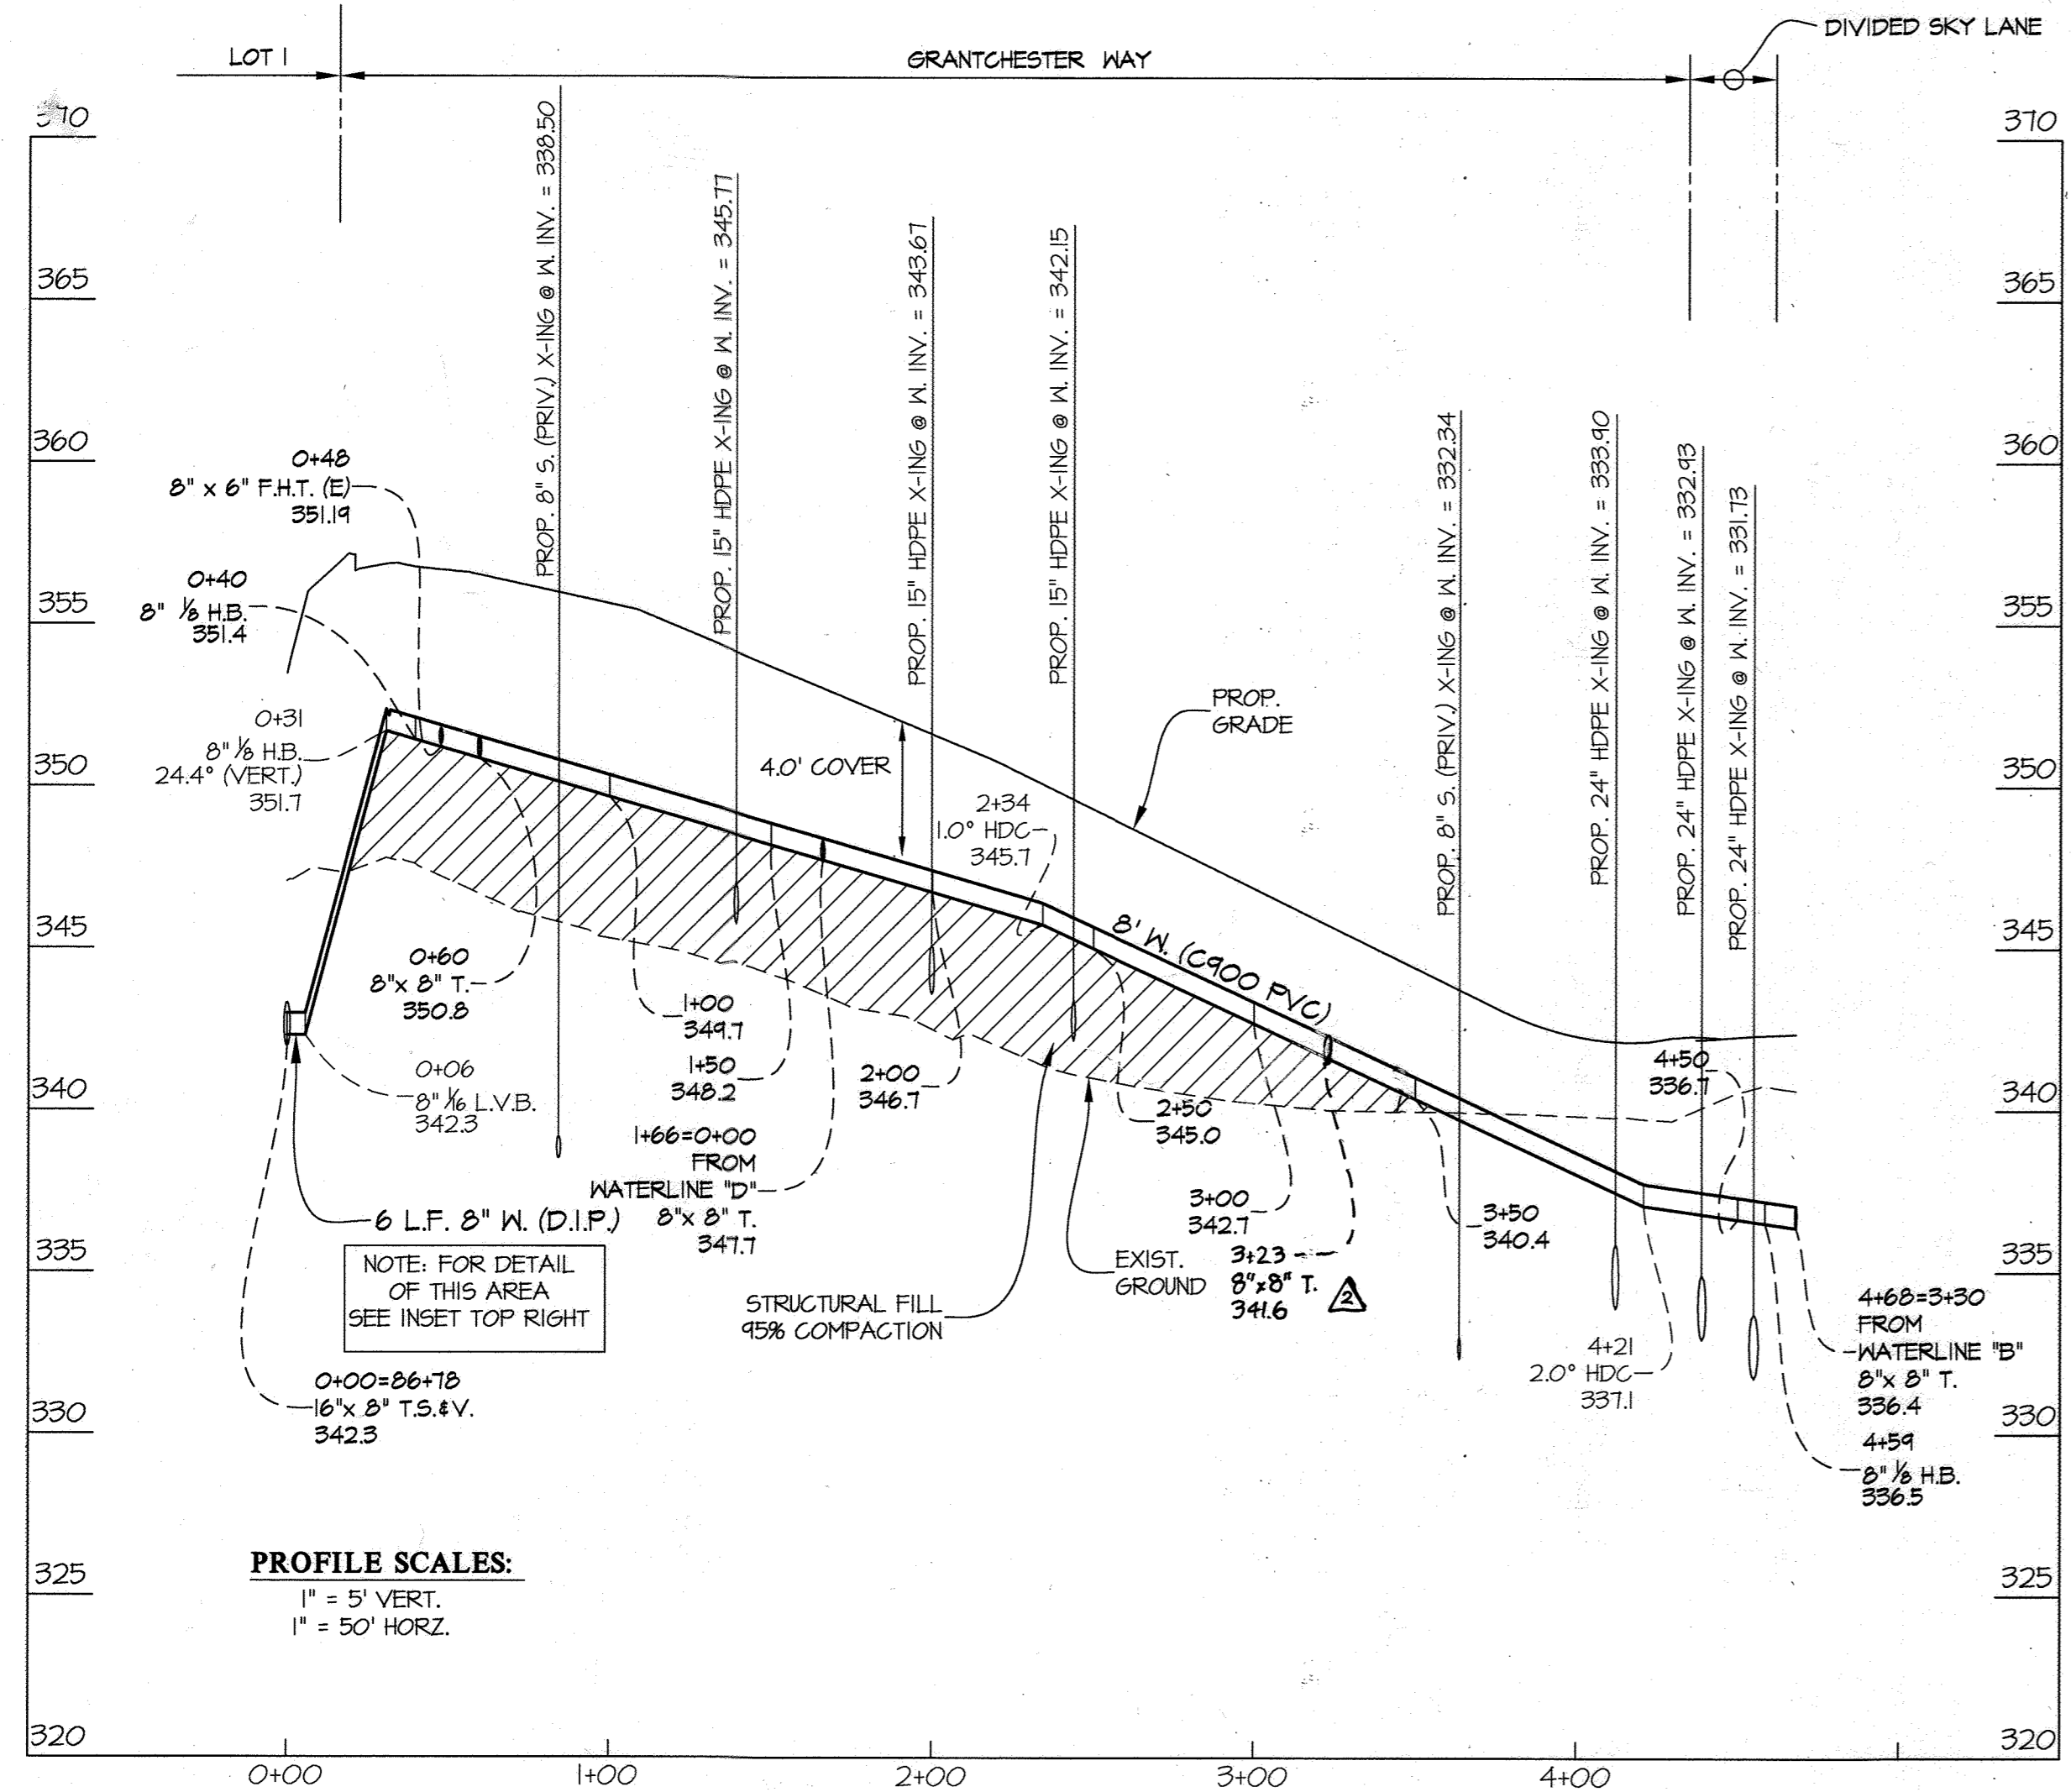 DIVIDED SKY LANE
LOT 1
GRANTCHESTER WAY
370
365
360
355
350
345
340
335
330
325
320
370
365
360
355
350
345
340
335
330
325
320
PROP. 8" S. (PRIV.) X-ING @ W. INV. = 338.50
PROP. 15" HDPE X-ING @ W. INV. = 345.77
PROP. 15" HDPE X-ING @ W. INV. = 343.67
PROP. 15" HDPE X-ING @ W. INV. = 342.15
PROP. 8" S. (PRIV.) X-ING @ W. INV. = 332.34
PROP. 24" HDPE X-ING @ W. INV. = 333.90
PROP. 24" HDPE X-ING @ W. INV. = 332.93
PROP. 24" HDPE X-ING @ W. INV. = 331.73
0+48
8" x 6" F.H.T. (E)
351.19
0+40
8" 1/8 H.B.
351.4
0+31
8" 1/8 H.B.
24.4° (VERT.)
351.7
PROP.
GRADE
4.0' COVER
2+34
1.0° HDC
345.7
8' W. (C900 PVC)
0+60
8"x 8" T.
350.8
1+00
349.7
1+50
348.2
0+06
8" 1/16 L.V.B.
342.3
2+00
346.7
2+50
345.0
4+50
336.7
1+66=0+00
FROM
WATERLINE "D"
8"x 8" T.
347.7
6 L.F. 8" W. (D.I.P.)
NOTE: FOR DETAIL
OF THIS AREA
SEE INSET TOP RIGHT
3+00
342.7
3+50
340.4
EXIST.
GROUND
3+23
8"x8" T.
341.6
2
STRUCTURAL FILL
95% COMPACTION
4+21
2.0° HDC
337.1
4+68=3+30
FROM
WATERLINE "B"
8"x 8" T.
336.4
4+59
8" 1/8 H.B.
336.5
0+00=86+78
16"x 8" T.S.&V.
342.3
PROFILE SCALES:
1" = 5' VERT.
1" = 50' HORZ.
0+00
1+00
2+00
3+00
4+00